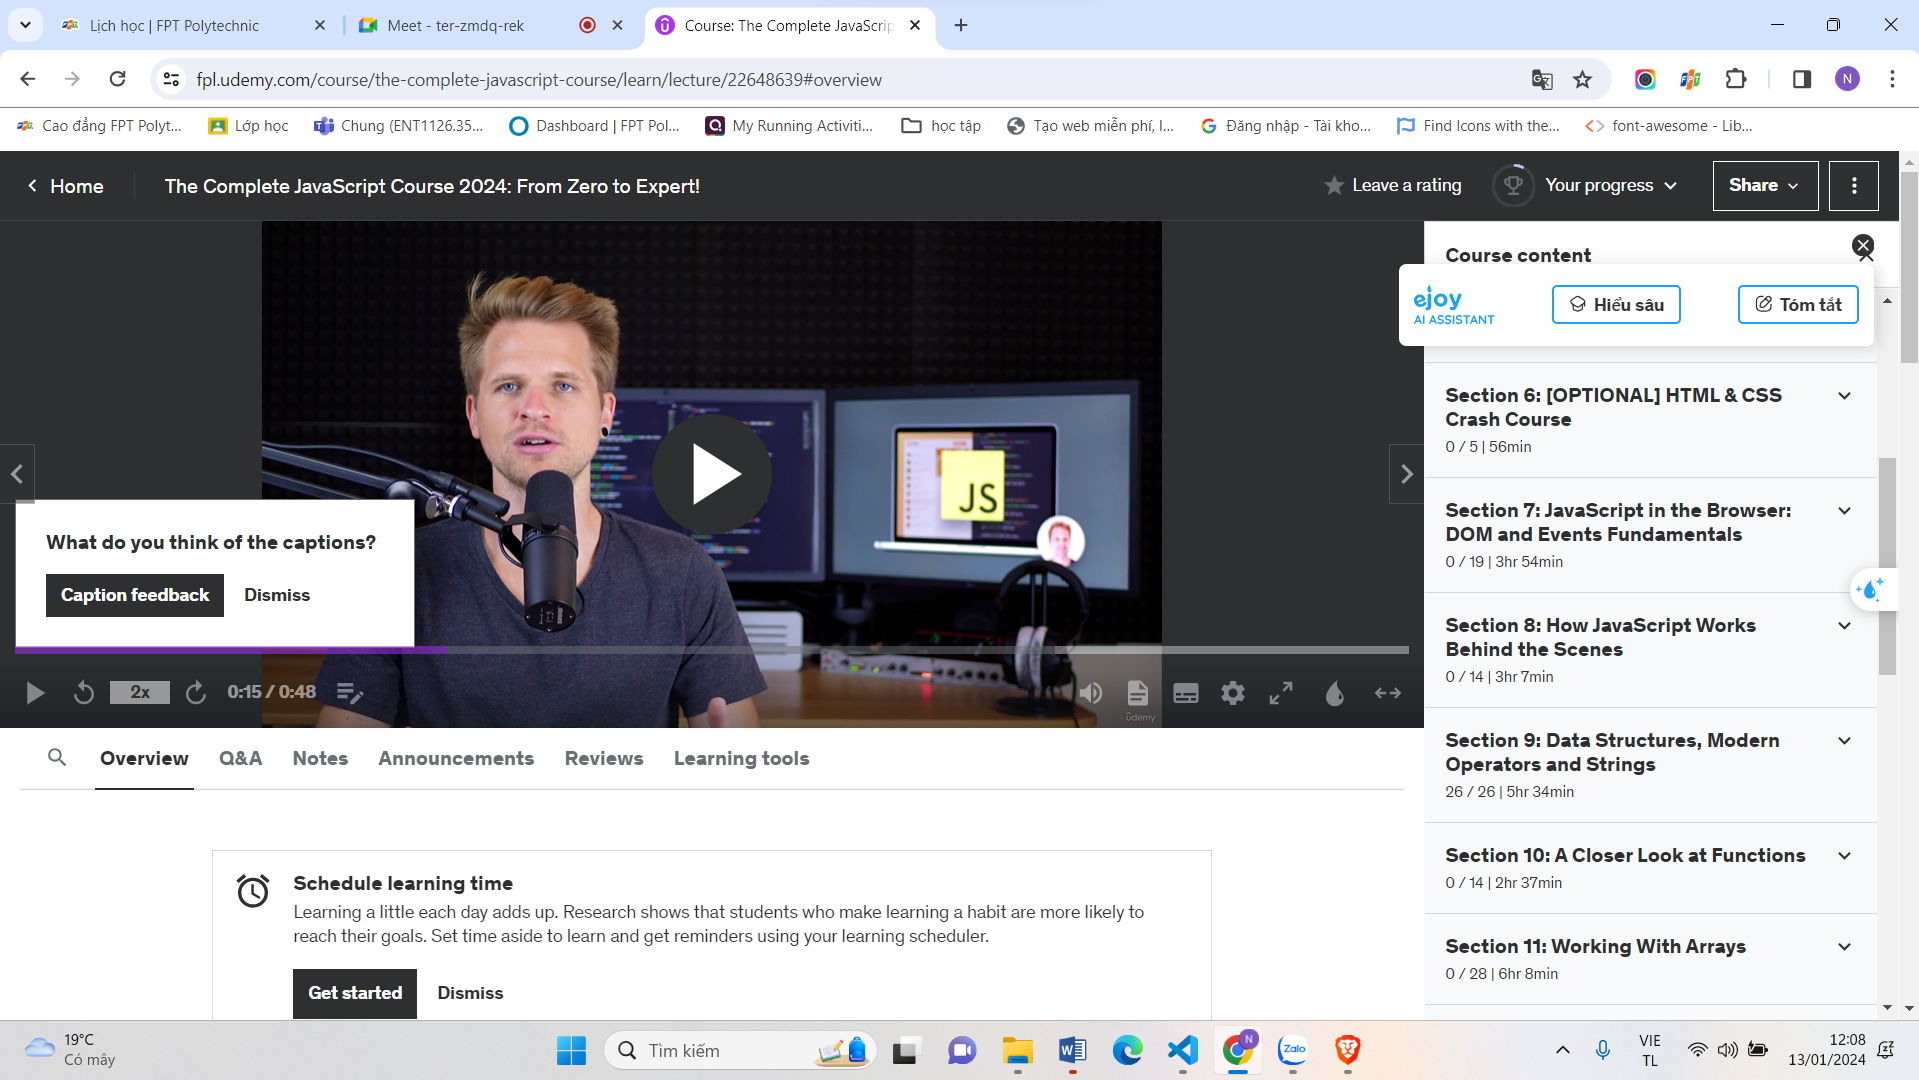 Lịch học | FPT Polytechnic
Meet - ter-zmdq-rek
Course: The Complete JavaScrip
fpl.udemy.com/course/the-complete-javascript-course/learn/lecture/22648639#overview
N
Cao đẳng FPT Polyt...
Lớp học
Chung (ENT1126.35...
Dashboard | FPT Pol...
My Running Activiti...
học tập
Tạo web miễn phí, l...
Đăng nhập - Tài kho...
Find Icons with the...
font-awesome - Lib...
Home
The Complete JavaScript Course 2024: From Zero to Expert!
Leave a rating
Your progress
Share
Course content
ejoy
AI ASSISTANT
Hiểu sâu
Tóm tắt
Section 6: [OPTIONAL] HTML & CSS
Crash Course
0 / 5 | 56min
Section 7: JavaScript in the Browser:
DOM and Events Fundamentals
0 / 19 | 3hr 54min
Section 8: How JavaScript Works
Behind the Scenes
0 / 14 | 3hr 7min
Section 9: Data Structures, Modern
Operators and Strings
26 / 26 | 5hr 34min
Section 10: A Closer Look at Functions
0 / 14 | 2hr 37min
Section 11: Working With Arrays
0 / 28 | 6hr 8min
JS
What do you think of the captions?
Caption feedback
Dismiss
2x
0:15 / 0:48
udemy
Overview
Q&A
Notes
Announcements
Reviews
Learning tools
Schedule learning time
Learning a little each day adds up. Research shows that students who make learning a habit are more likely to
reach their goals. Set time aside to learn and get reminders using your learning scheduler.
Get started
Dismiss
19°C
Có mây
Tìm kiếm
N
Zalo
VIE
TL
12:08
13/01/2024